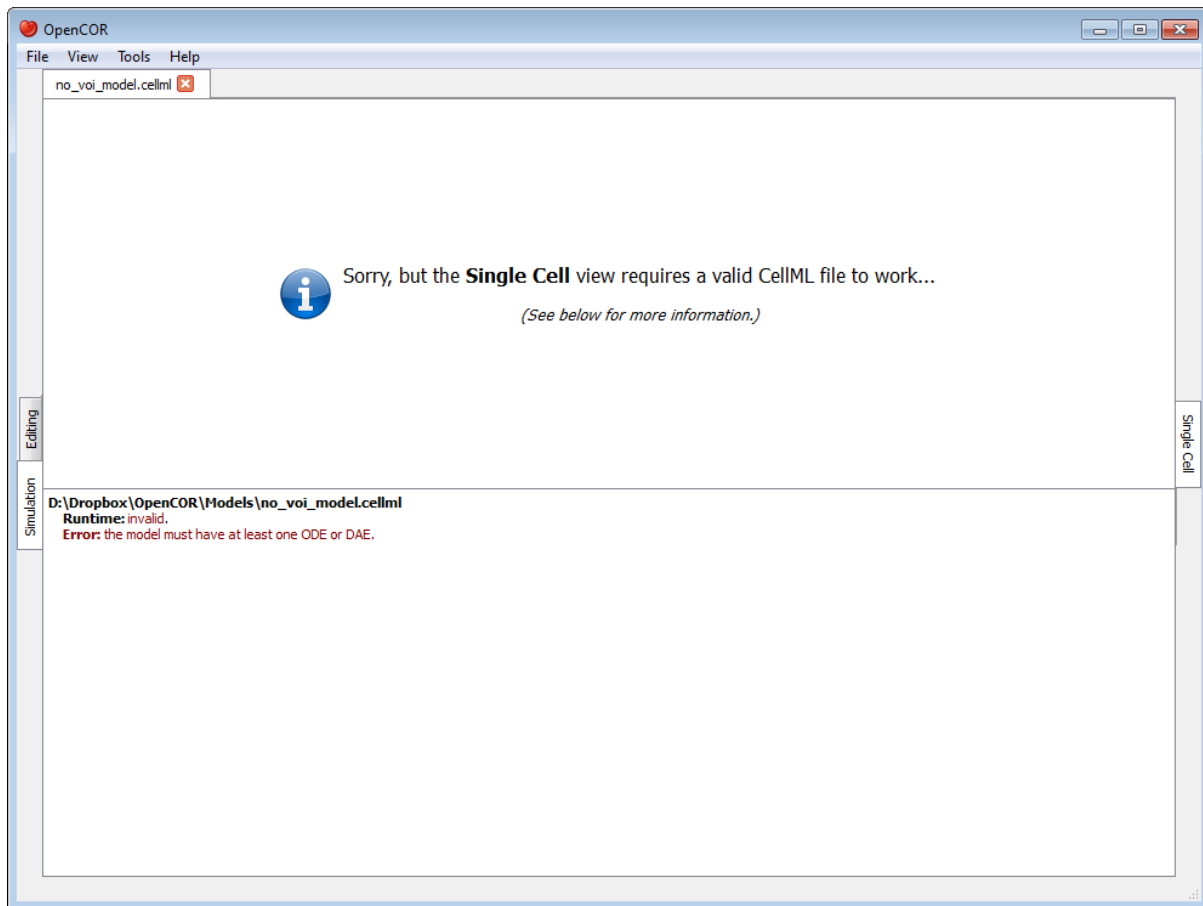 OpenCOR
File View Tools Help
no_voi_model.cellml
Sorry, but the Single Cell view requires a valid CellML file to work...
(See below for more information.)
Editing
Simulation
Single Cell
D:\Dropbox\OpenCOR\Models\no_voi_model.cellml
Runtime: invalid.
Error: the model must have at least one ODE or DAE.